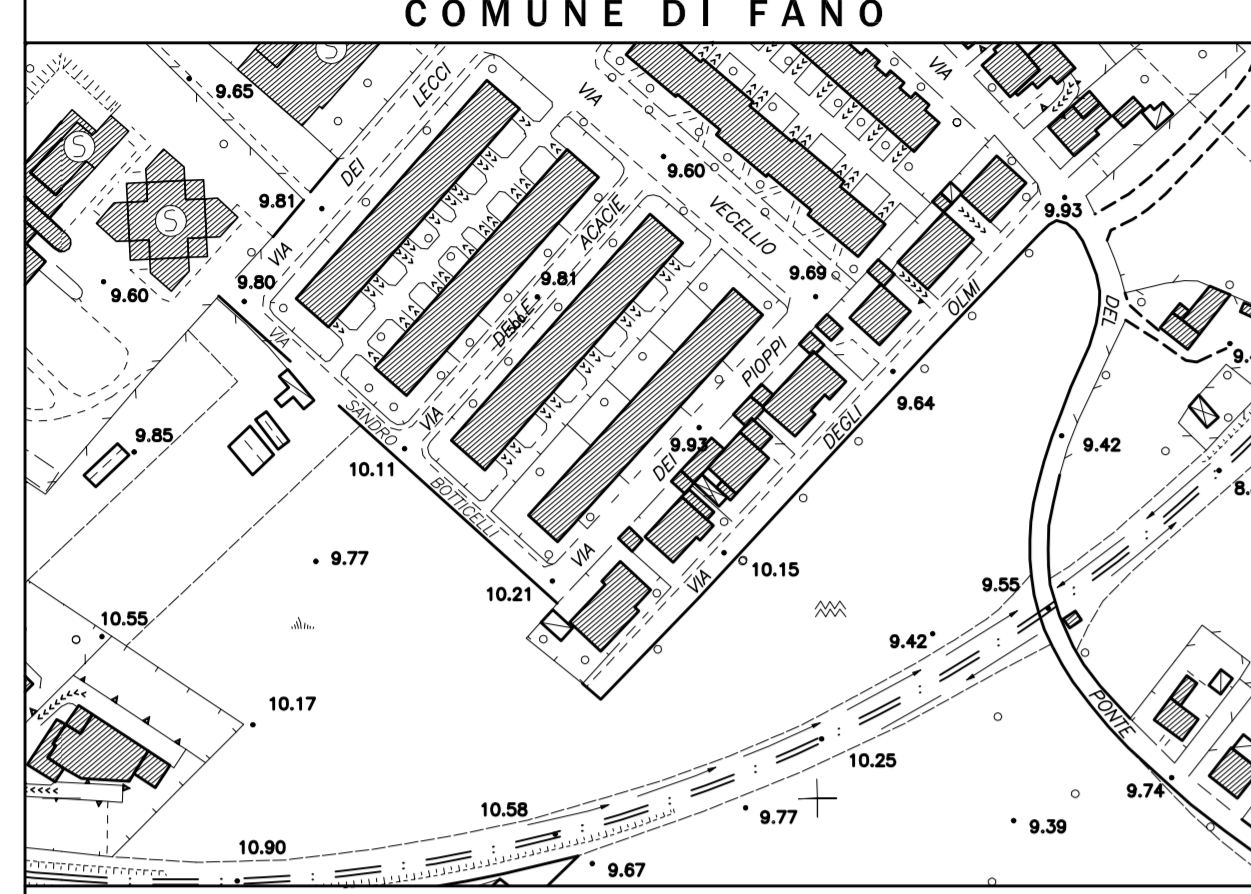 COMUNE DI FANO
9.65
LECCI
VIA
VIA
S
S
S
DEI
9.81
9.60
9.60
VECELLIO
ACACIE
9.93
VIA
9.80
9.81
9.69
DELLE
OLMI
DEL
VIA
PIOPPI
SANDRO
VIA
9.64
DEGLI
9.42
9.85
10.11
9.93
DEI
BOTTICELLI
9.77
VIA
10.21
VIA
10.15
9.55
10.55
9.42
10.17
PONTE
10.25
9.74
10.58
9.77
9.39
10.90
9.67